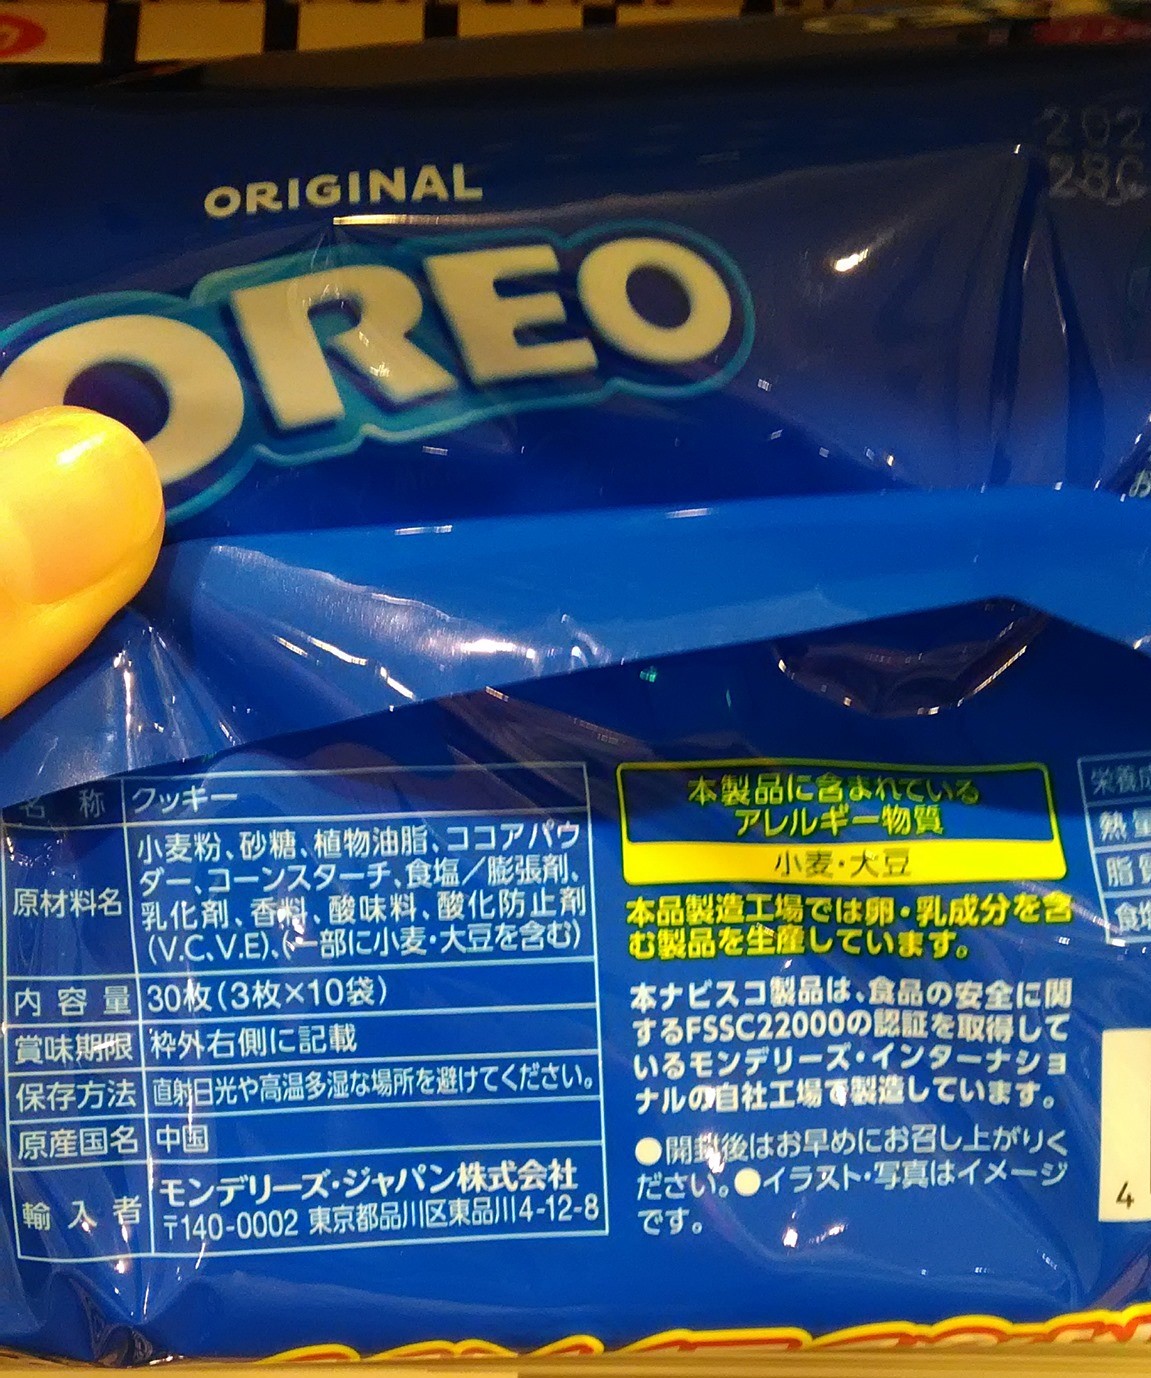 ORIGINAL
OREO
202
28C
名称 クッキー
原材料名 小麦粉、砂糖、植物油脂、ココアパウ
ダー、コーンスターチ、食塩／膨張剤、
乳化剤、香料、酸味料、酸化防止剤
(V.C、V.E)、(一部に小麦・大豆を含む)
内容量 30枚(3枚×10袋)
賞味期限 枠外右側に記載
保存方法 直射日光や高温多湿な場所を避けてください。
原産国名 中国
輸入者 モンデリーズ・ジャパン株式会社
〒140-0002 東京都品川区東品川4-12-8
本製品に含まれている
アレルギー物質
小麦・大豆
本品製造工場では卵・乳成分を含
む製品を生産しています。
本ナビスコ製品は、食品の安全に関
するFSSC22000の認証を取得して
いるモンデリーズ・インターナショ
ナルの自社工場で製造しています。
●開封後はお早めにお召し上がりく
ださい。●イラスト・写真はイメージ
です。
お
栄養成
熱量
脂質
食塩
4